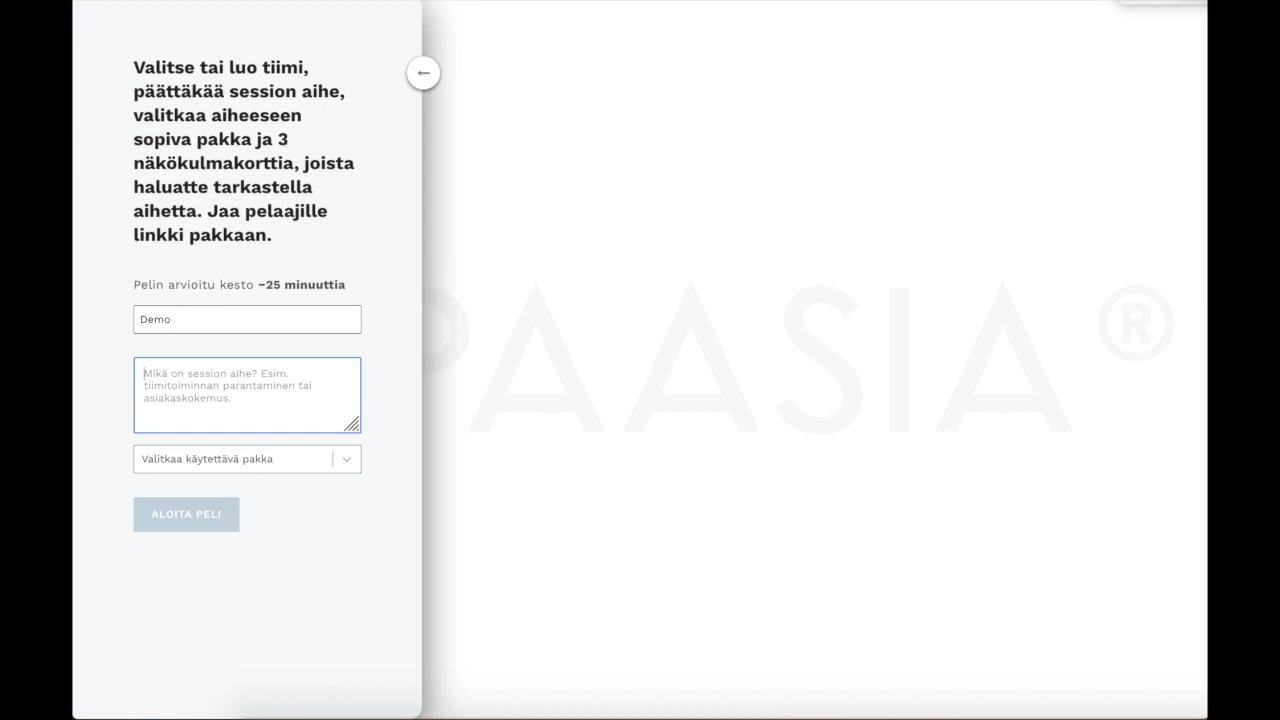 Valitse tai luo tiimi,
päättäkää session aihe,
valitkaa aiheeseen
sopiva pakka ja 3
näkökulmakorttia, joista
haluatte tarkastella
aihetta. Jaa pelaajille
linkki pakkaan.
Pelin arvioitu kesto ~25 minuuttia
Demo
Mikä on session aihe? Esim.
tiimitoiminnan parantaminen tai
asiakaskokemus.
Valitkaa käytettävä pakka
ALOITA PELI
PAASIA®